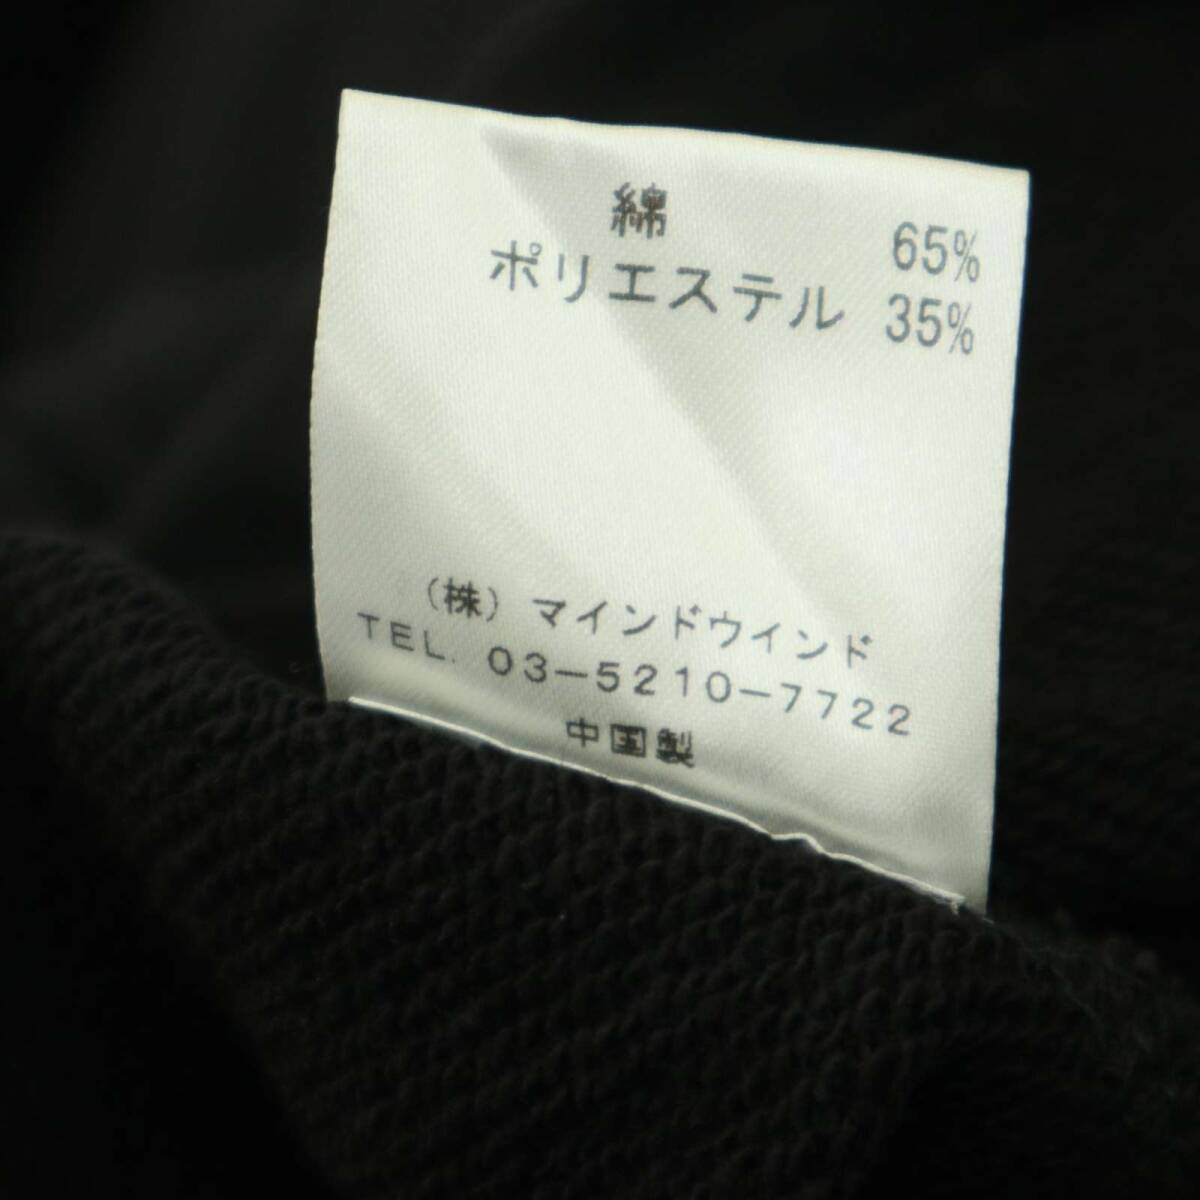 綿 65%
ポリエステル 35%
(株) マインドウインド
TEL. 03-5210-7722
中国製